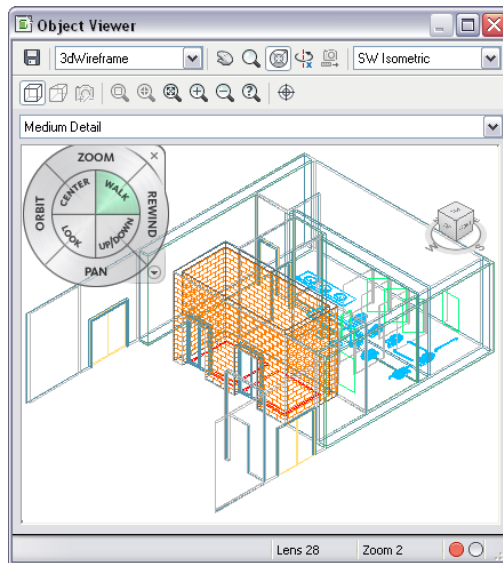 Object Viewer
3dWireframe
SW Isometric
Medium Detail
ZOOM
CENTER
WALK
ORBIT
REWIND
LOOK
UP/DOWN
PAN
W
S
Lens 28
Zoom 2